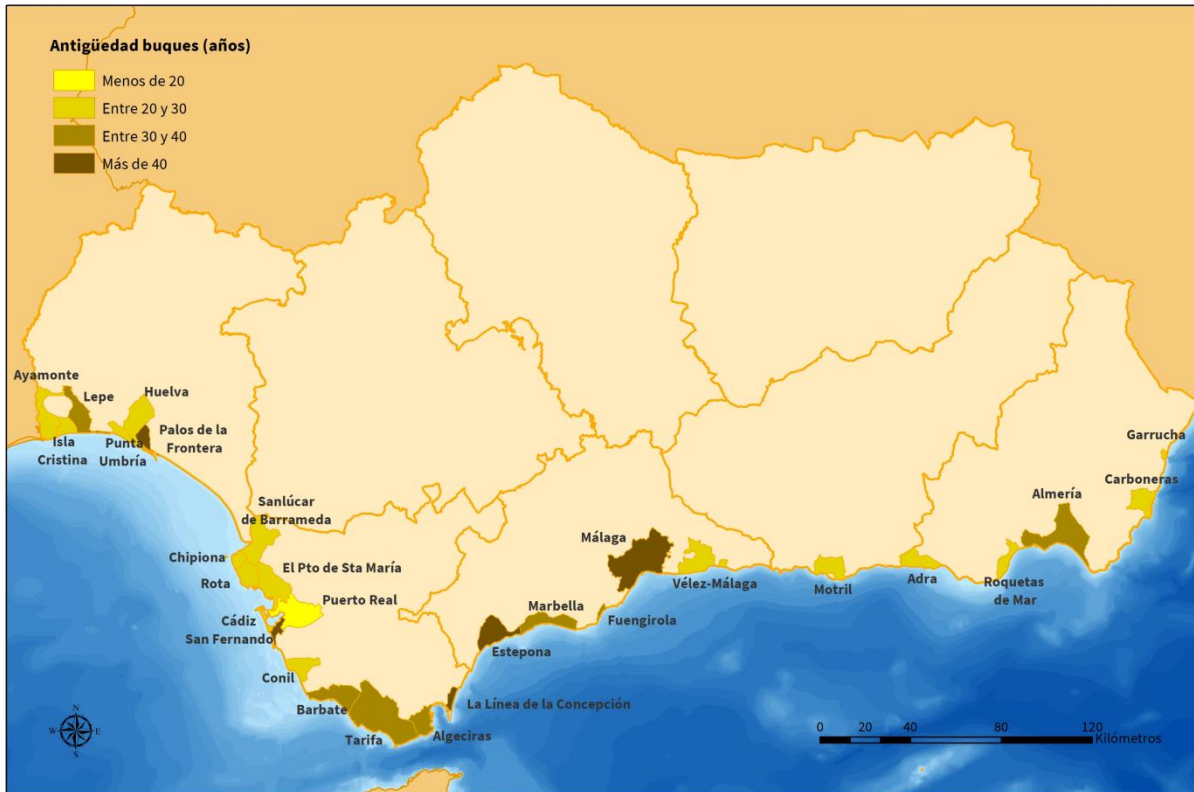 Antigüedad buques (años)
Menos de 20
Entre 20 y 30
Entre 30 y 40
Más de 40
Ayamonte
Lepe
Huelva
Isla
Cristina
Punta
Umbría
Palos de la
Frontera
Sanlúcar
de Barrameda
Chipiona
Rota
El Pto de Sta María
Puerto Real
Cádiz
San Fernando
Conil
Barbate
Tarifa
Algeciras
La Línea de la Concepción
Estepona
Marbella
Fuengirola
Málaga
Vélez-Málaga
Motril
Adra
Roquetas
de Mar
Almería
Carboneras
Garrucha
N
W
E
S
0 20 40 80 120
Kilómetros